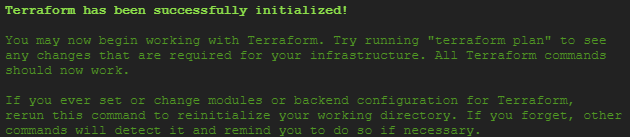 Terraform has been successfully initialized!
You may now begin working with Terraform. Try running "terraform plan" to see
any changes that are required for your infrastructure. All Terraform commands
should now work.
If you ever set or change modules or backend configuration for Terraform,
rerun this command to reinitialize your working directory. If you forget, other
commands will detect it and remind you to do so if necessary.